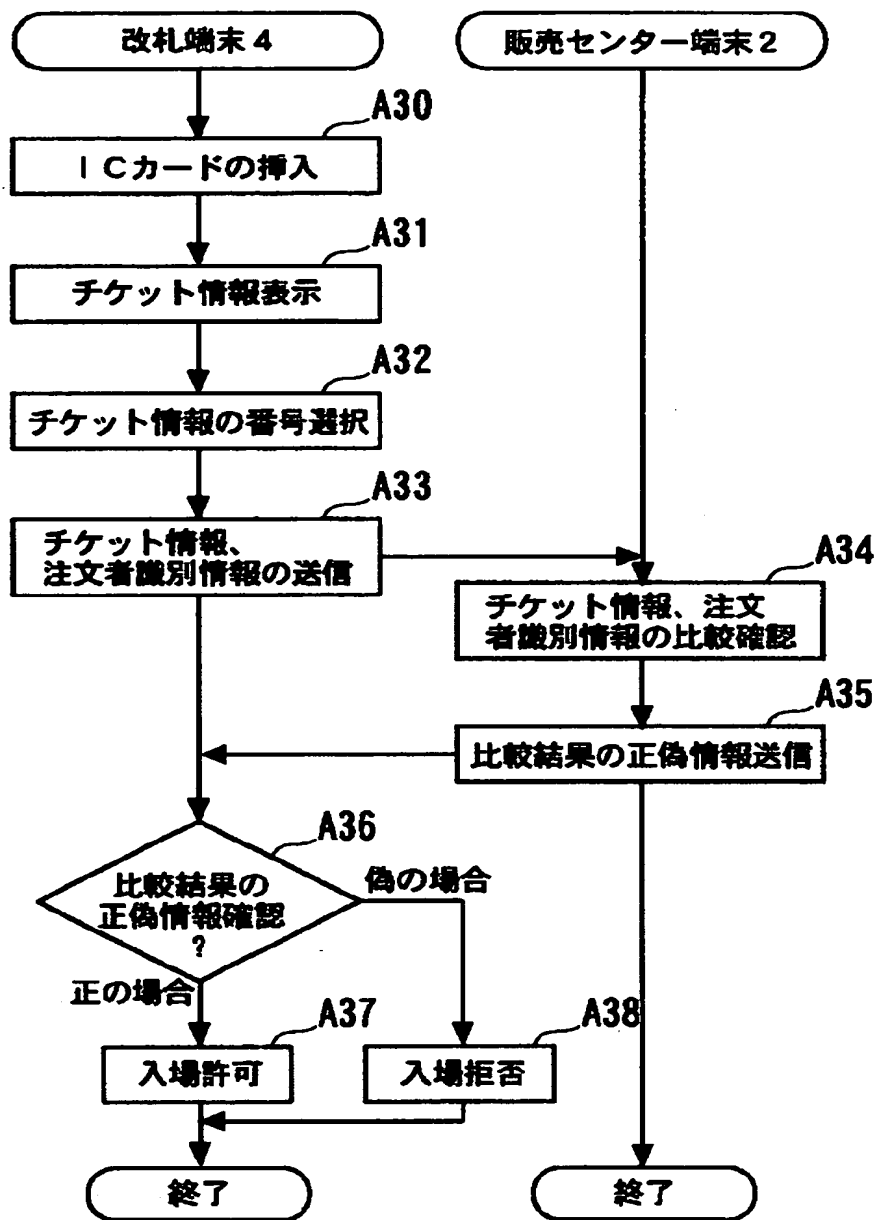 改札端末4
販売センター端末2
A30
ICカードの挿入
A31
チケット情報表示
A32
チケット情報の番号選択
A33
チケット情報、
注文者識別情報の送信
A34
チケット情報、注文
者識別情報の比較確認
A35
比較結果の正偽情報送信
A36
比較結果の
正偽情報確認
?
偽の場合
正の場合
A37
入場許可
A38
入場拒否
終了
終了